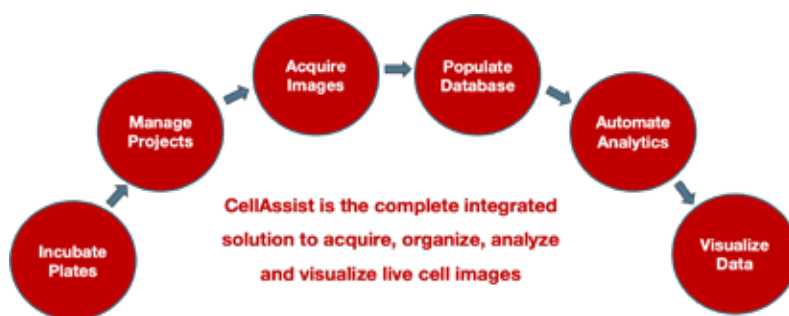 Incubate
Plates
Manage
Projects
Acquire
Images
Populate
Database
Automate
Analytics
Visualize
Data
CellAssist is the complete integrated
solution to acquire, organize, analyze
and visualize live cell images